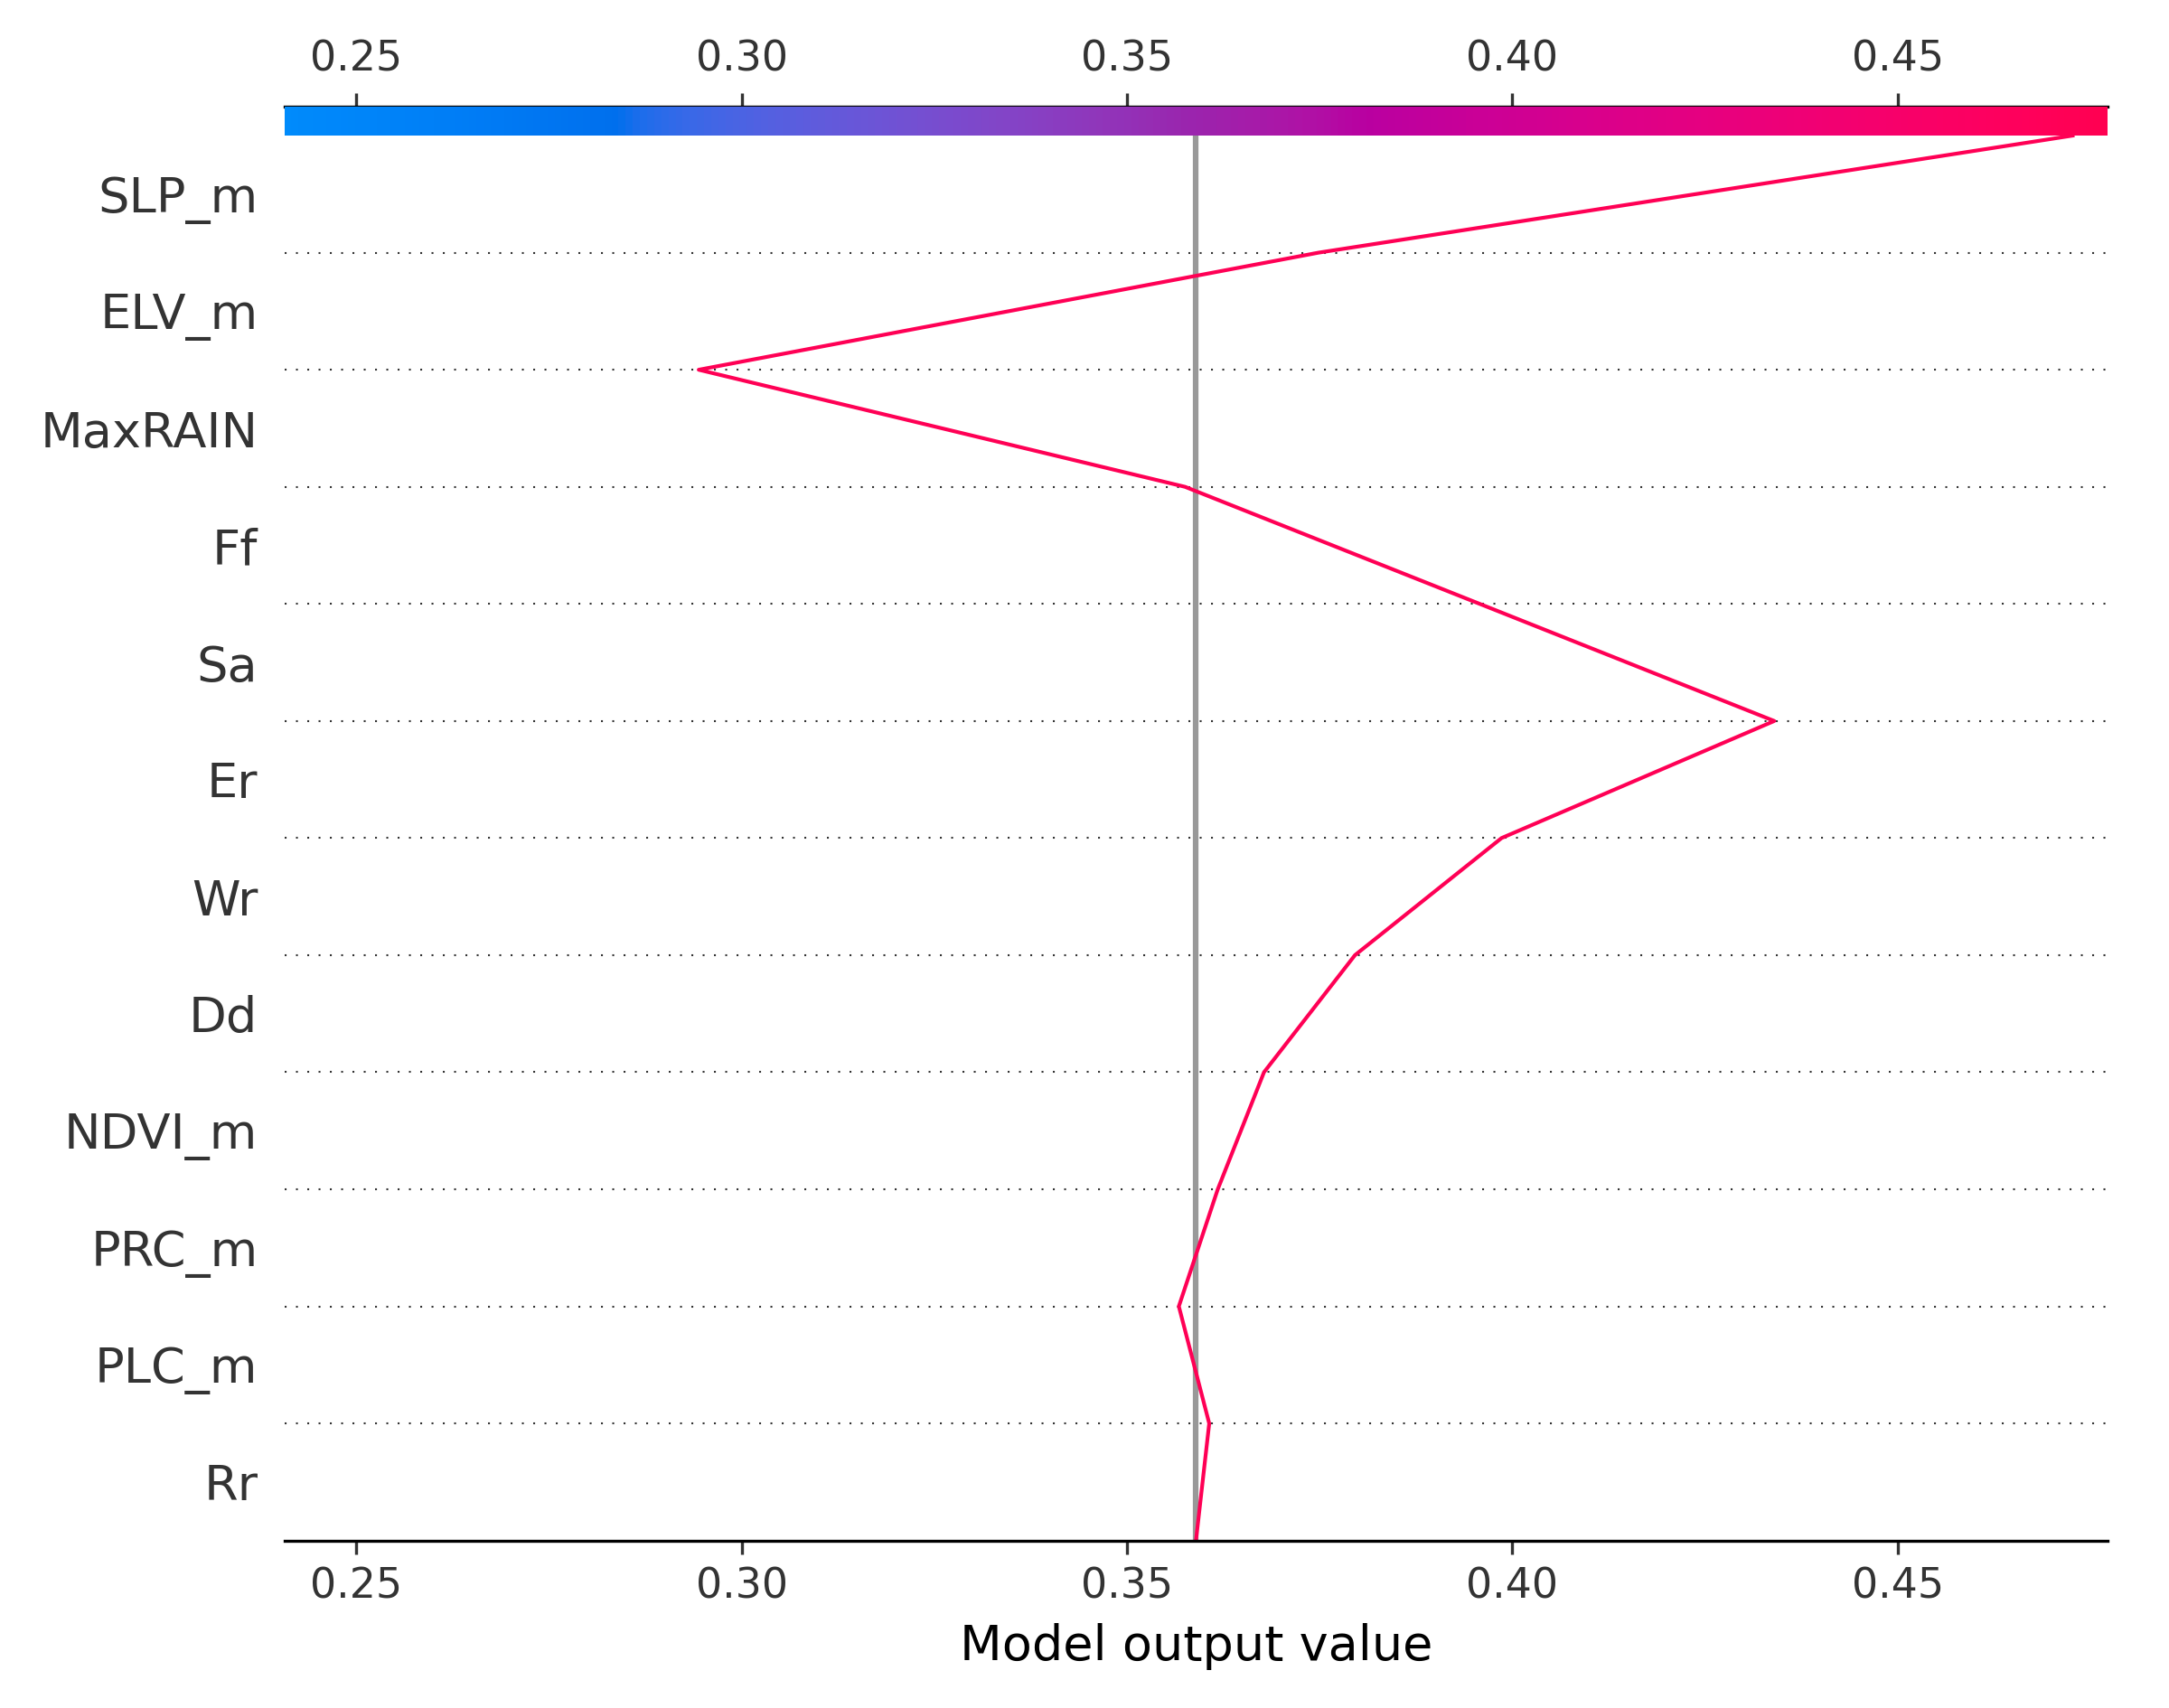 0.25 0.30 0.35 0.40 0.45
SLP_m
ELV_m
MaxRAIN
Ff
Sa
Er
Wr
Dd
NDVI_m
PRC_m
PLC_m
Rr
0.25 0.30 0.35 0.40 0.45
Model output value